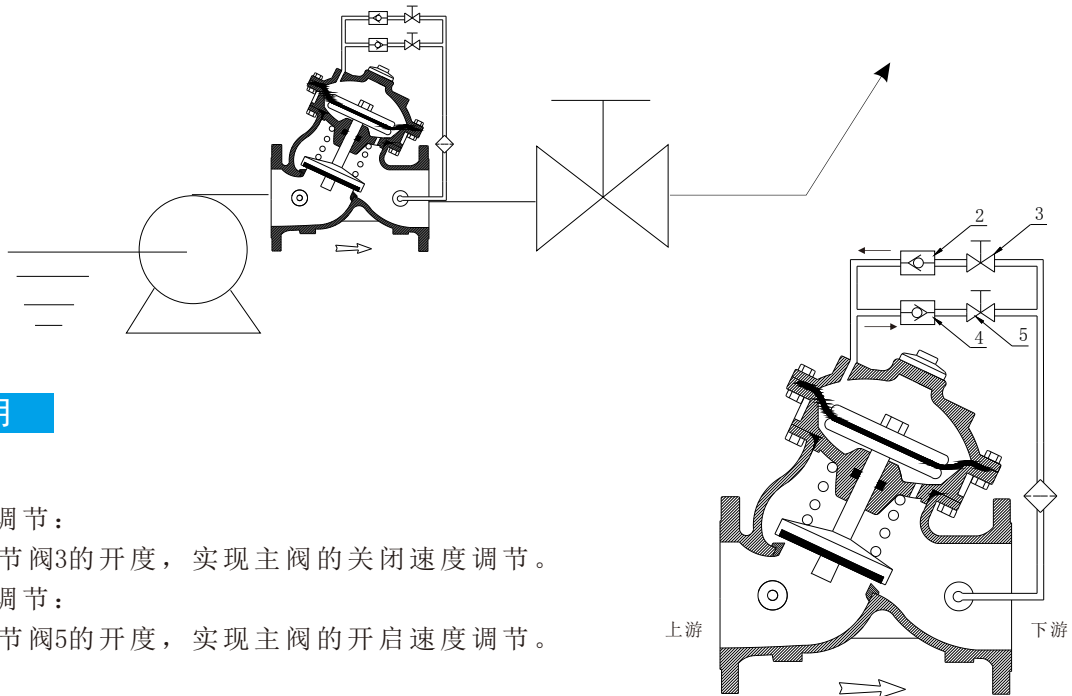 2
3
4
5
明
调节：
节阀3的开度，实现主阀的关闭速度调节。
调节：
节阀5的开度，实现主阀的开启速度调节。
上游
下游